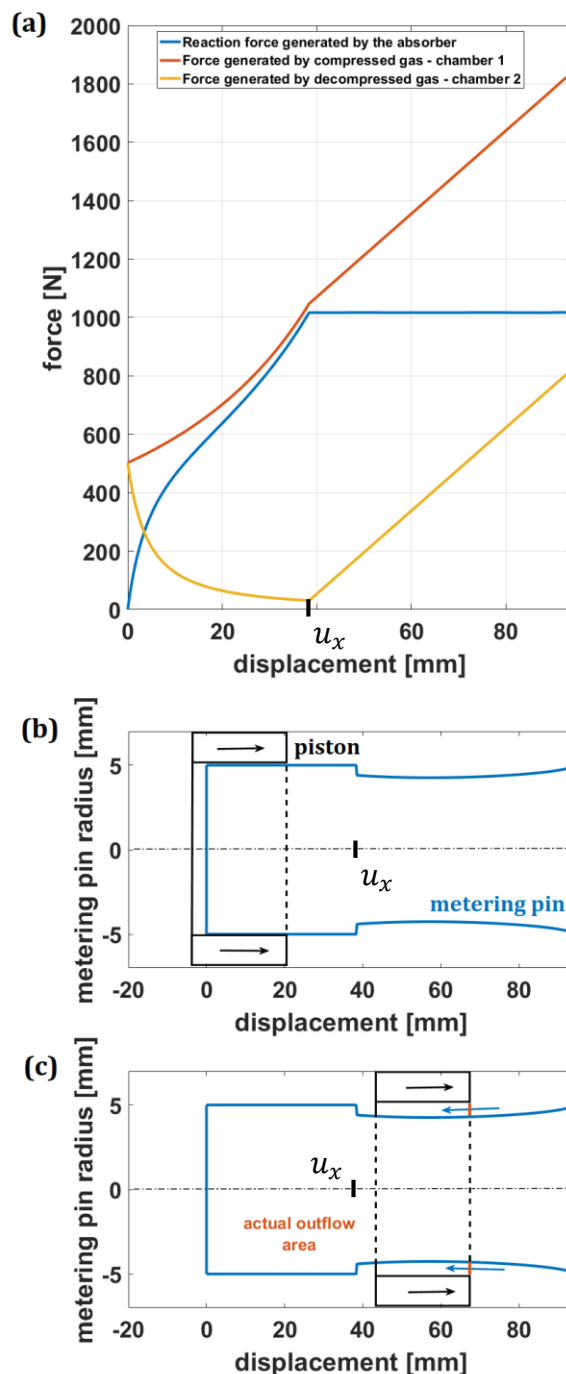 (a)
2000
1800
1600
1400
1200
1000
800
600
400
200
0
force [N]
Reaction force generated by the absorber
Force generated by compressed gas - chamber 1
Force generated by decompressed gas - chamber 2
0 20 60 80
u_x
displacement [mm]
(b)
metering pin radius [mm]
5
0
-5
piston
u_x
metering pin
-20 0 20 40 60 80
displacement [mm]
(c)
metering pin radius [mm]
5
0
-5
u_x
actual outflow
area
-20 0 20 40 60 80
displacement [mm]